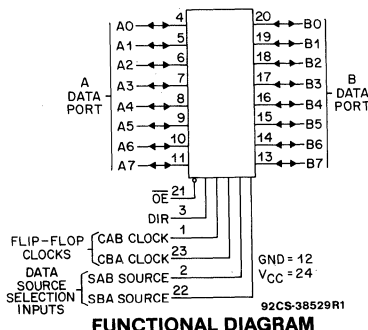 A0 4 20 B0
A1 5 19 B1
A2 6 18 B2
A3 7 17 B3
A4 8 16 B4
A5 9 15 B5
A6 10 14 B6
A7 11 13 B7
A DATA PORT
B DATA PORT
OE 21
DIR 3
FLIP-FLOP CLOCKS
CAB CLOCK 1
CBA CLOCK 23
DATA SOURCE SELECTION INPUTS
SAB SOURCE 2
SBA SOURCE 22
GND = 12
VCC = 24
92CS-38529R1
FUNCTIONAL DIAGRAM